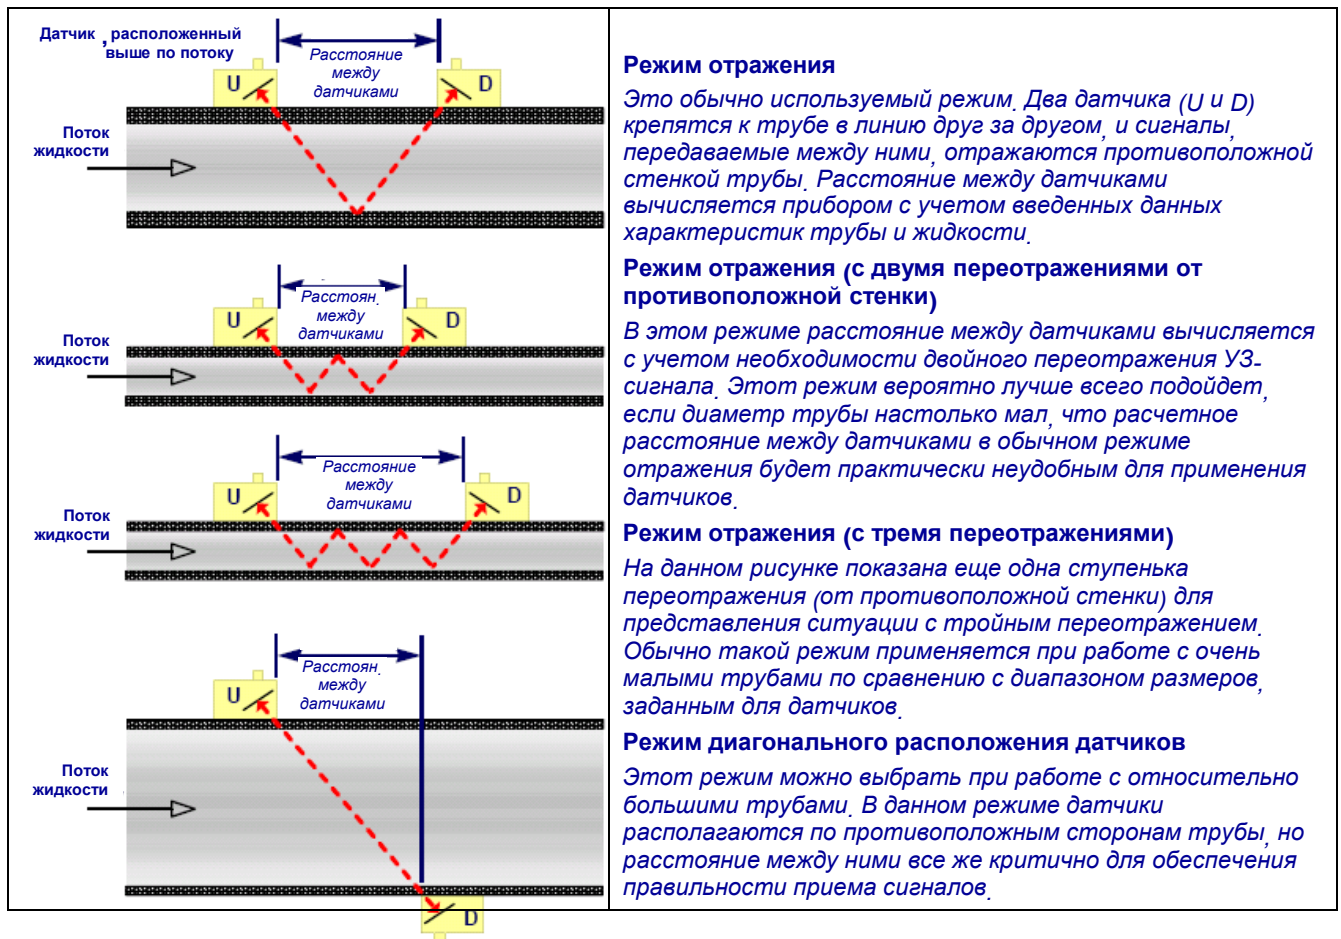 Датчик , расположенный
выше по потоку
Расстояние
между
датчиками
U
D
Поток
жидкости
Расстоян.
между
датчиками
U
D
Поток
жидкости
Расстояние
между
датчиками
U
D
Поток
жидкости
Расстоян.
между
датчиками
U
Поток
жидкости
D
Режим отражения
Это обычно используемый режим. Два датчика (U и D)
крепятся к трубе в линию друг за другом, и сигналы,
передаваемые между ними, отражаются противоположной
стенкой трубы. Расстояние между датчиками
вычисляется прибором с учетом введенных данных
характеристик трубы и жидкости.
Режим отражения (с двумя переотражениями от
противоположной стенки)
В этом режиме расстояние между датчиками вычисляется
с учетом необходимости двойного переотражения УЗ-
сигнала. Этот режим вероятно лучше всего подойдет,
если диаметр трубы настолько мал, что расчетное
расстояние между датчиками в обычном режиме
отражения будет практически неудобным для применения
датчиков.
Режим отражения (с тремя переотражениями)
На данном рисунке показана еще одна ступенька
переотражения (от противоположной стенки) для
представления ситуации с тройным переотражением.
Обычно такой режим применяется при работе с очень
малыми трубами по сравнению с диапазоном размеров,
заданным для датчиков.
Режим диагонального расположения датчиков
Этот режим можно выбрать при работе с относительно
большими трубами. В данном режиме датчики
располагаются по противоположным сторонам трубы, но
расстояние между ними все же критично для обеспечения
правильности приема сигналов.